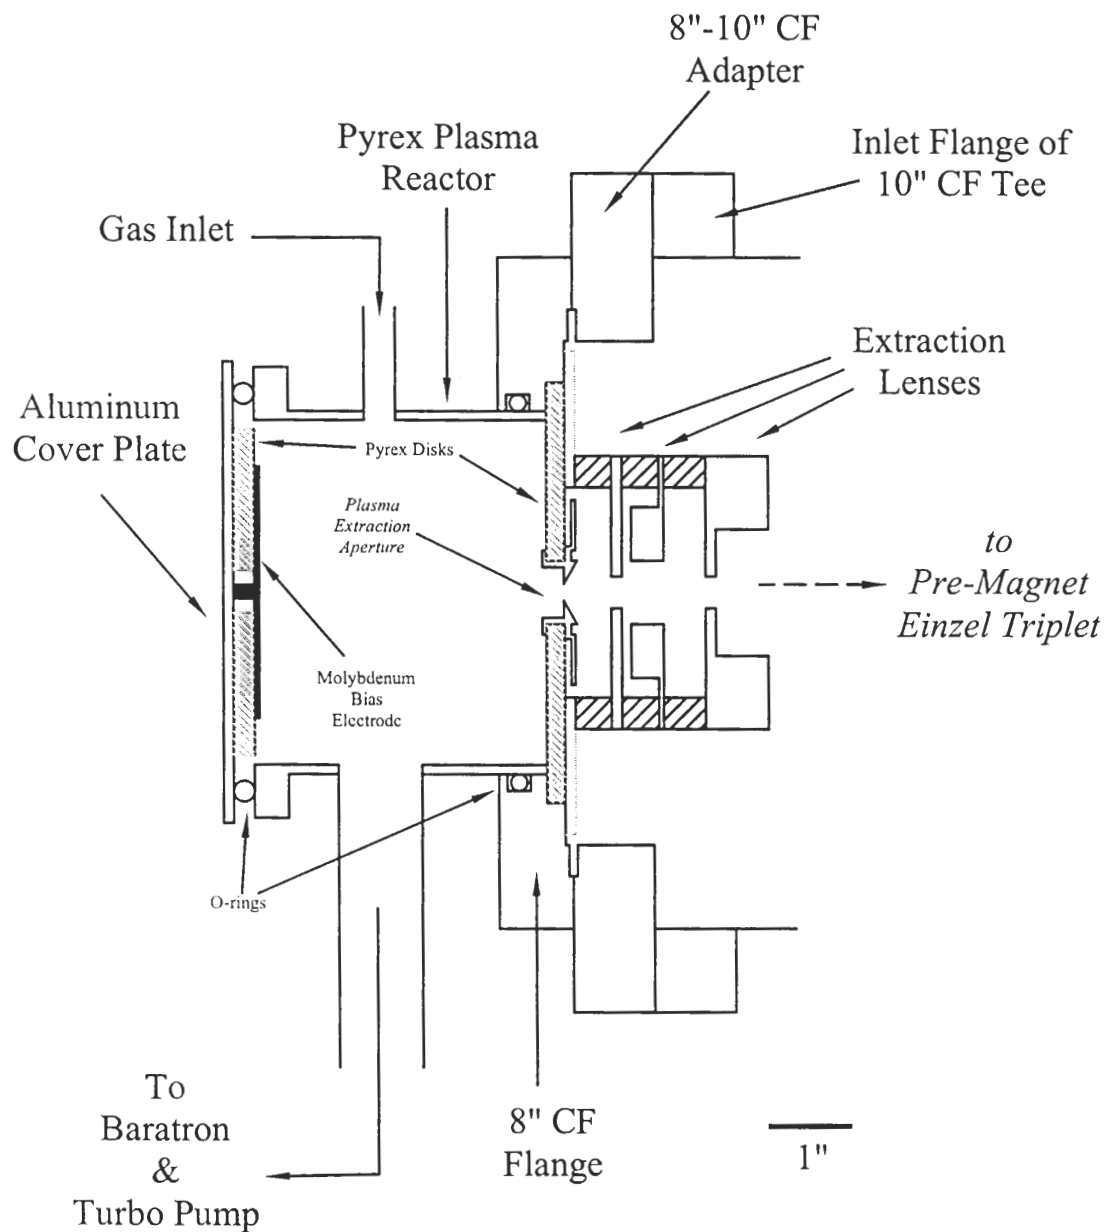 8"-10" CF
Adapter
Pyrex Plasma
Reactor
Inlet Flange of
10" CF Tee
Gas Inlet
Extraction
Lenses
Aluminum
Cover Plate
Pyrex Disks
Plasma
Extraction
Aperture
to
Pre-Magnet
Einzel Triplet
Molybdenum
Bias
Electrode
O-rings
To
Baratron
&
Turbo Pump
8" CF
Flange
1"